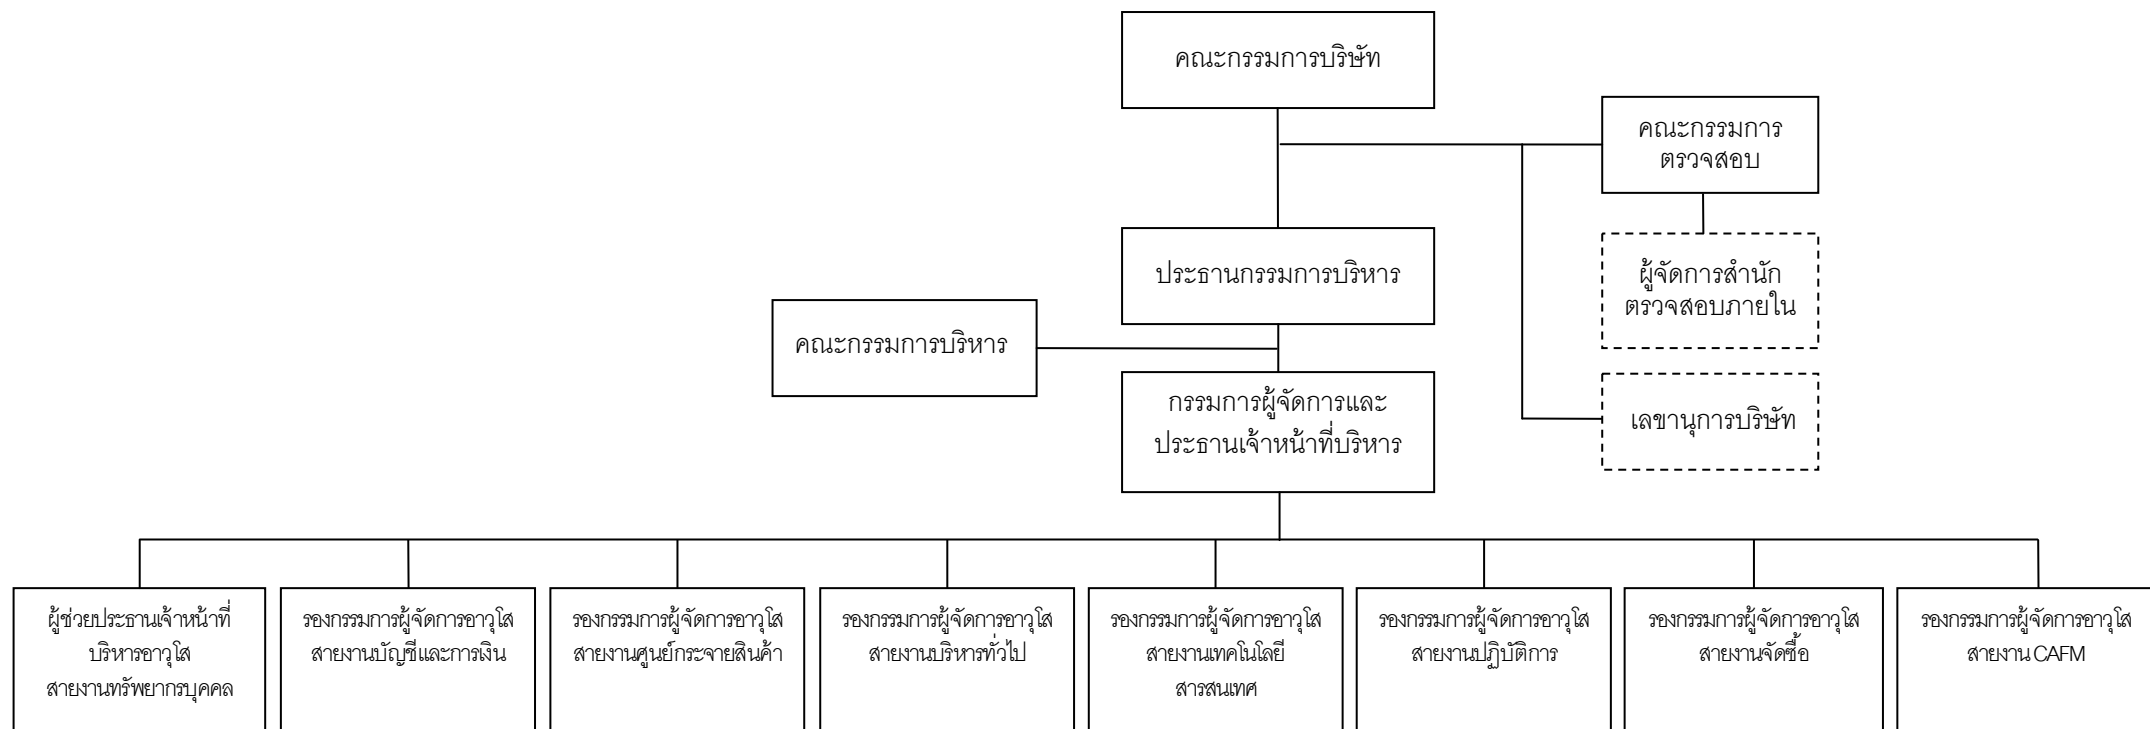 คณะกรรมการบริษัท
คณะกรรมการ
ตรวจสอบ
ประธานกรรมการบริหาร
ผู้จัดการสำนัก
ตรวจสอบภายใน
คณะกรรมการบริหาร
กรรมการผู้จัดการและ
ประธานเจ้าหน้าที่บริหาร
เลขานุการบริษัท
ผู้ช่วยประธานเจ้าหน้าที่
บริหารอาวุโส
สายงานทรัพยากรบุคคล
รองกรรมการผู้จัดการอาวุโส
สายงานบัญชีและการเงิน
รองกรรมการผู้จัดการอาวุโส
สายงานศูนย์กระจายสินค้า
รองกรรมการผู้จัดการอาวุโส
สายงานบริหารทั่วไป
รองกรรมการผู้จัดการอาวุโส
สายงานเทคโนโลยี
สารสนเทศ
รองกรรมการผู้จัดการอาวุโส
สายงานปฏิบัติการ
รองกรรมการผู้จัดการอาวุโส
สายงานจัดซื้อ
รองกรรมการผู้จัดการอาวุโส
สายงาน CAFM